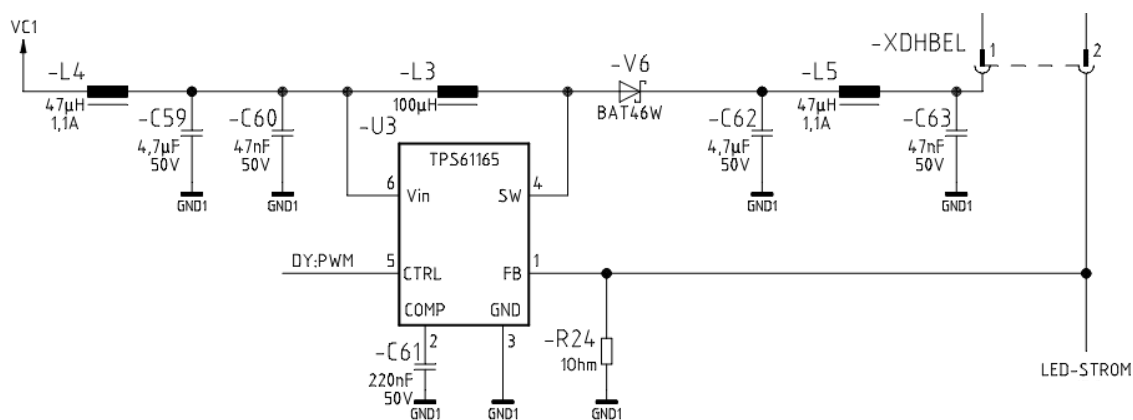 VC1
-XDHBEL
1
2
-L4
47µH
1,1A
-L3
100µH
-V6
BAT46W
-L5
47µH
1,1A
-C59
4,7µF
50V
-C60
47nF
50V
-U3
-C62
4,7µF
50V
-C63
47nF
50V
TPS61165
6
Vin
SW
4
GND1
GND1
GND1
GND1
DY:PWM
5
CTRL
FB
1
COMP
GND
2
3
-C61
220nF
50V
-R24
1Ohm
GND1
GND1
GND1
LED-STROM